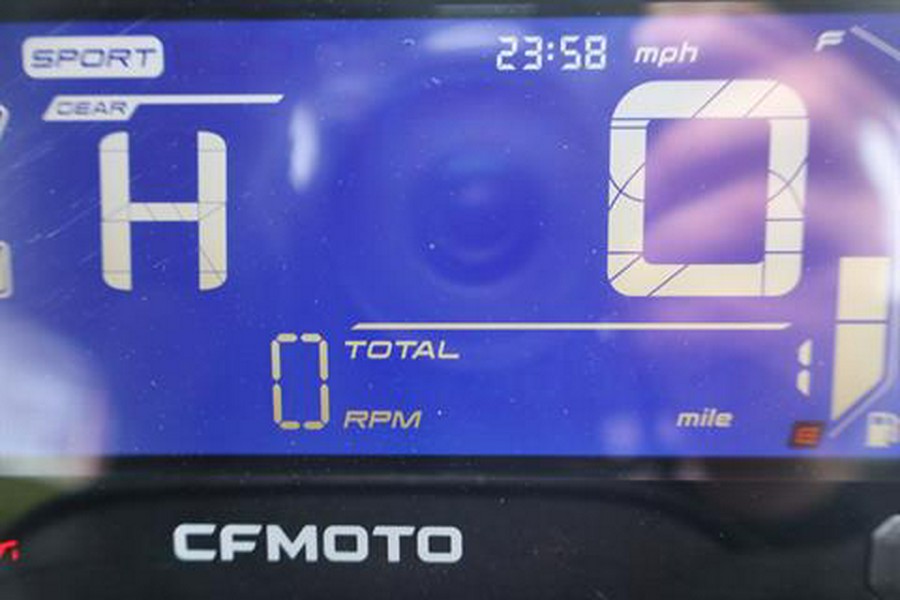 SPORT
23:58 mph
F
GEAR
H
0
TOTAL
0
RPM
mile
E
CFMOTO